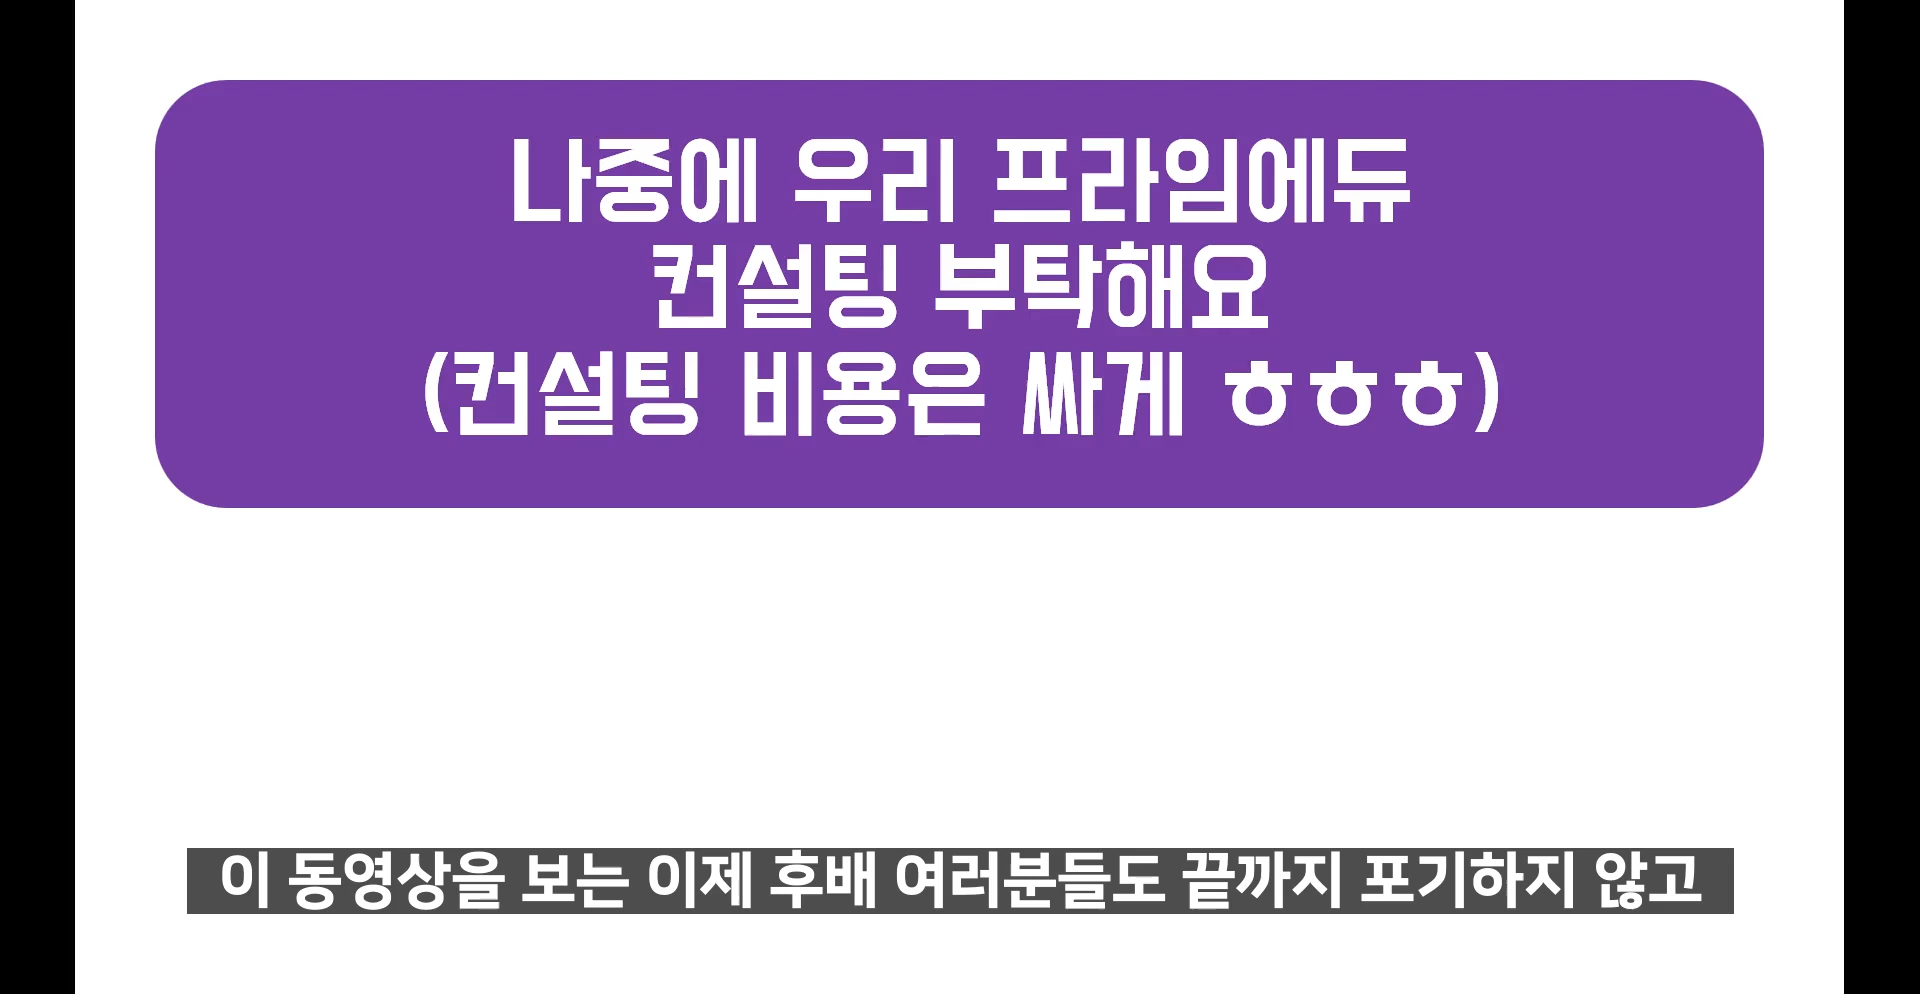 나중에 우리 프라임에듀
컨설팅 부탁해요
(컨설팅 비용은 싸게 ㅎㅎㅎ)
이 동영상을 보는 이제 후배 여러분들도 끝까지 포기하지 않고